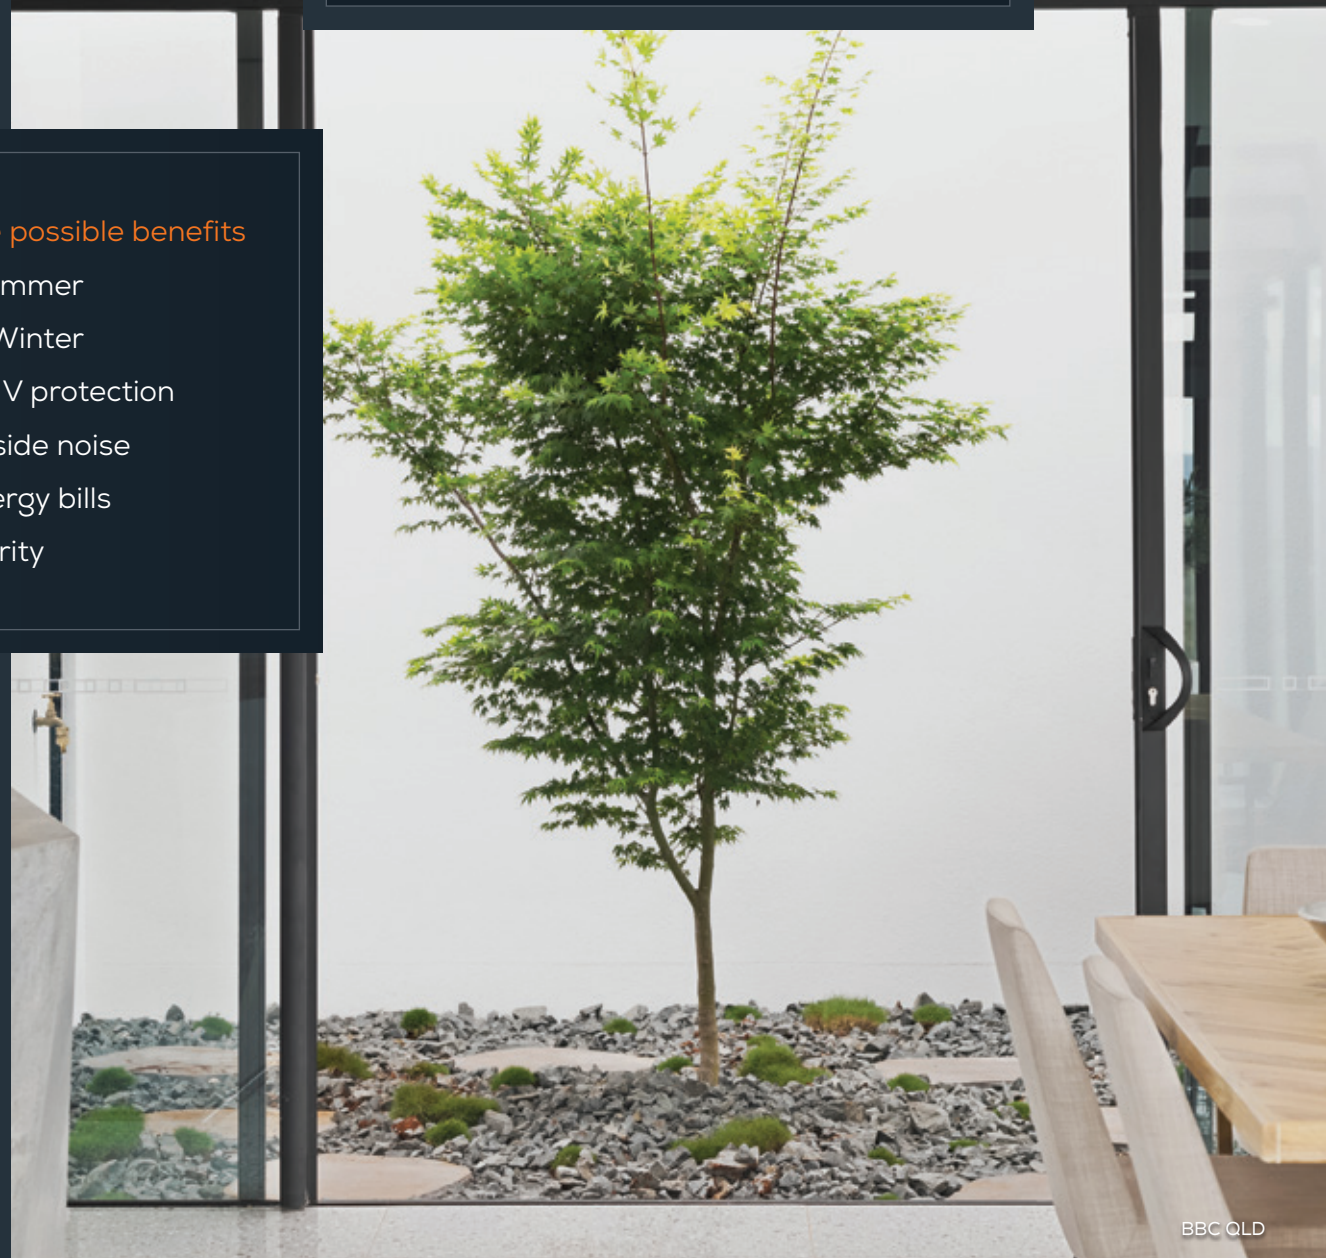 possible benefits
mmer
Winter
V protection
side noise
ergy bills
rity
BBC QLD